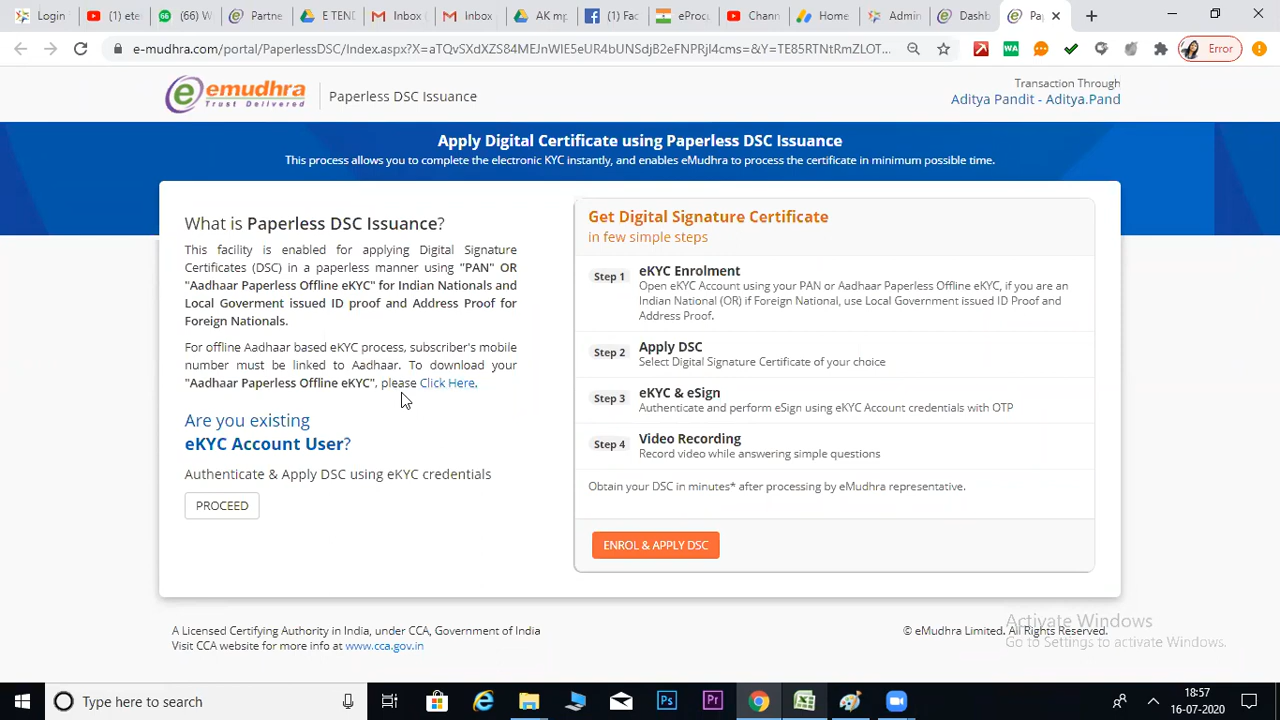 Login
(1) ete
(66) W
Partne
E TEND
Inbox (
Inbox
AK mp
(1) Fac
eProcu
Chann
Home
Admin
Dashb
Pap
e-mudhra.com/portal/PaperlessDSC/Index.aspx?X=aTQvSXdXZS84MEJnWlE5eUR4bUNSdjB2eFNPRjl4cms=&Y=TE85RTNtRmZLOT...
Error
emudhra
Trust Delivered
Paperless DSC Issuance
Transaction Through
Aditya Pandit - Aditya.Pand
Apply Digital Certificate using Paperless DSC Issuance
This process allows you to complete the electronic KYC instantly, and enables eMudhra to process the certificate in minimum possible time.
What is Paperless DSC Issuance?
This facility is enabled for applying Digital Signature
Certificates (DSC) in a paperless manner using "PAN" OR
"Aadhaar Paperless Offline eKYC" for Indian Nationals and
Local Goverment issued ID proof and Address Proof for
Foreign Nationals.
For offline Aadhaar based eKYC process, subscriber's mobile
number must be linked to Aadhaar. To download your
"Aadhaar Paperless Offline eKYC", please Click Here.
Are you existing
eKYC Account User?
Authenticate & Apply DSC using eKYC credentials
PROCEED
Get Digital Signature Certificate
in few simple steps
Step 1
eKYC Enrolment
Open eKYC Account using your PAN or Aadhaar Paperless Offline eKYC, if you are an
Indian National (OR) if Foreign National, use Local Government issued ID Proof and
Address Proof.
Step 2
Apply DSC
Select Digital Signature Certificate of your choice
Step 3
eKYC & eSign
Authenticate and perform eSign using eKYC Account credentials with OTP
Step 4
Video Recording
Record video while answering simple questions
Obtain your DSC in minutes* after processing by eMudhra representative.
ENROL & APPLY DSC
A Licensed Certifying Authority in India, under CCA, Government of India
Visit CCA website for more info at www.cca.gov.in
© eMudhra Limited. All Rights Reserved.
Activate Windows
Go to Settings to activate Windows.
Type here to search
18:57
16-07-2020